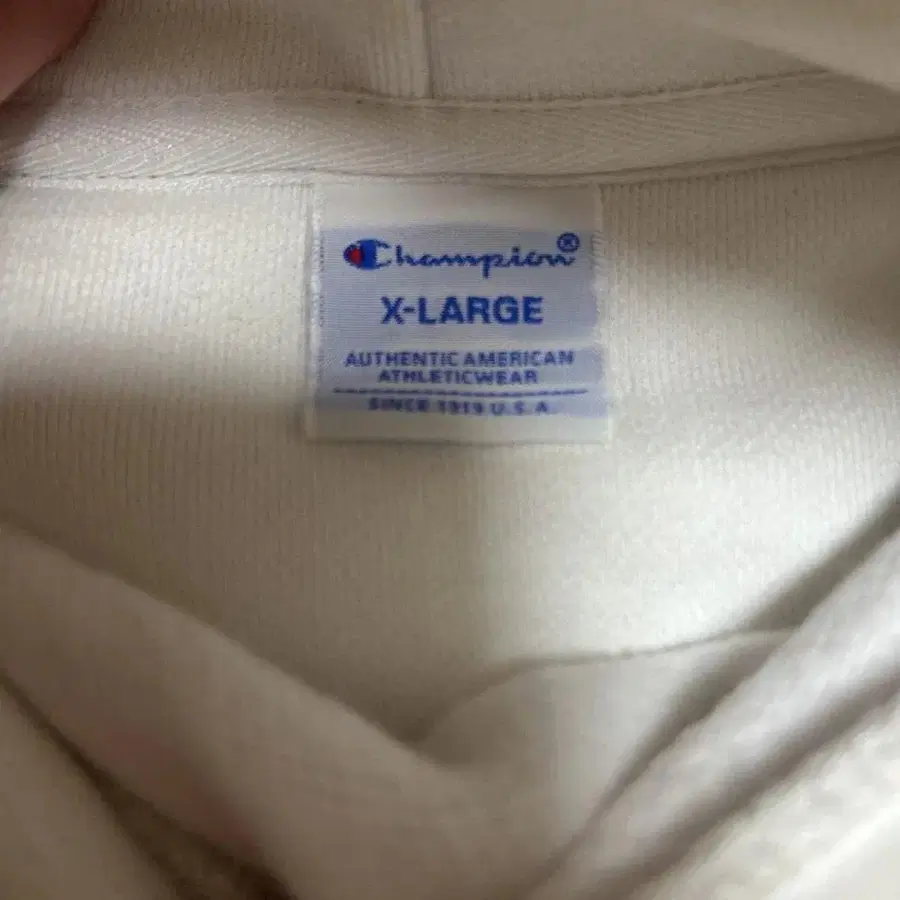 Champion®
X-LARGE
AUTHENTIC AMERICAN
ATHLETICWEAR
SINCE 1919 U.S.A.